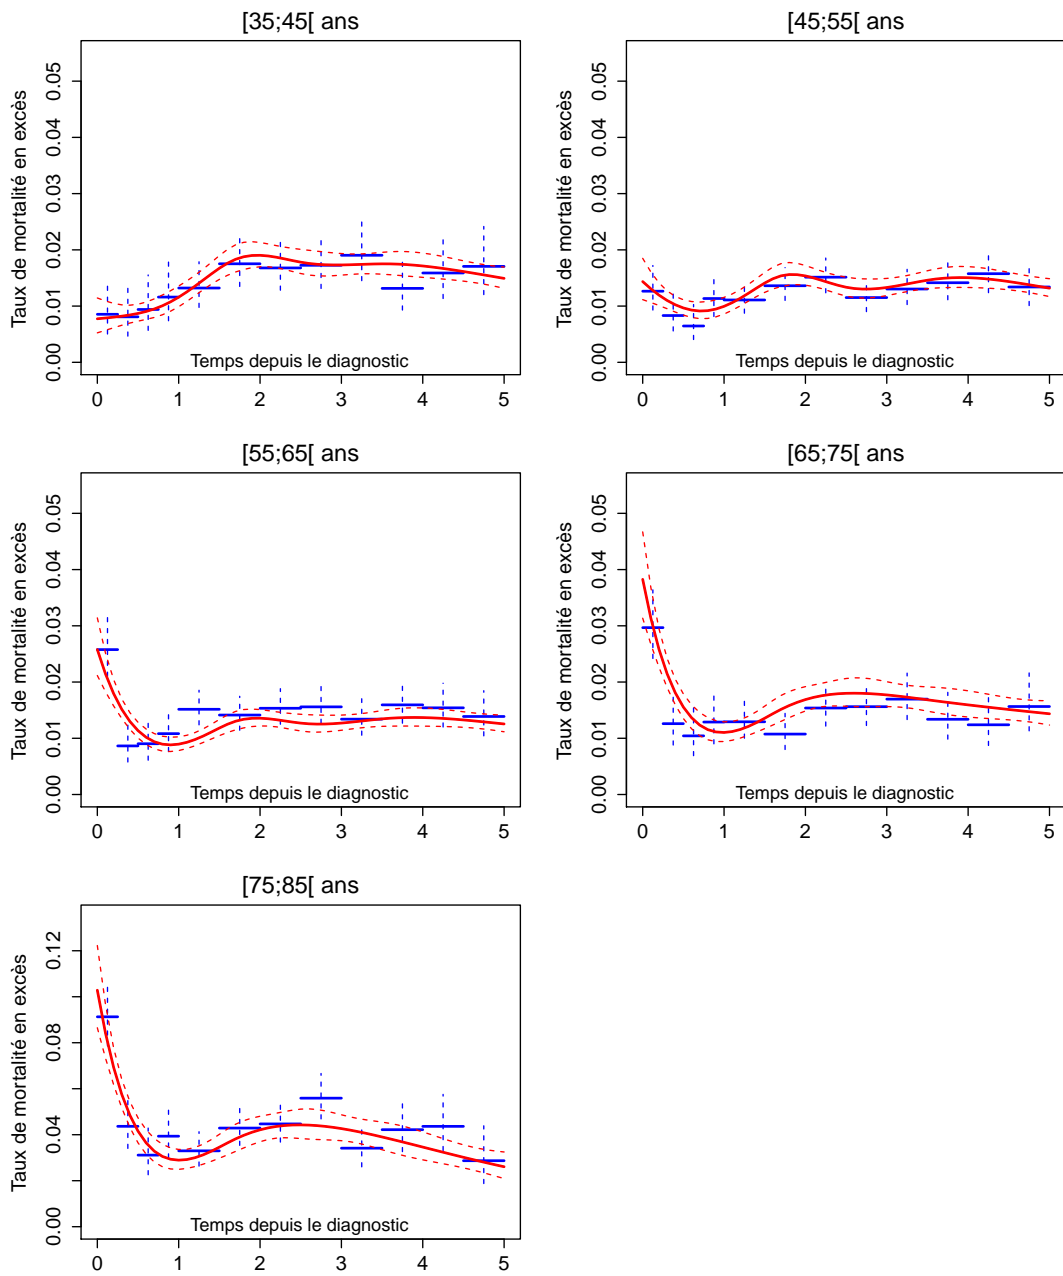 [35;45[ ans
Taux de mortalité en excès
0.00 0.01 0.02 0.03 0.04 0.05
Temps depuis le diagnostic
0 1 2 3 4 5
[45;55[ ans
Taux de mortalité en excès
0.00 0.01 0.02 0.03 0.04 0.05
Temps depuis le diagnostic
0 1 2 3 4 5
[55;65[ ans
Taux de mortalité en excès
0.00 0.01 0.02 0.03 0.04 0.05
Temps depuis le diagnostic
0 1 2 3 4 5
[65;75[ ans
Taux de mortalité en excès
0.00 0.01 0.02 0.03 0.04 0.05
Temps depuis le diagnostic
0 1 2 3 4 5
[75;85[ ans
Taux de mortalité en excès
0.00 0.04 0.08 0.12
Temps depuis le diagnostic
0 1 2 3 4 5